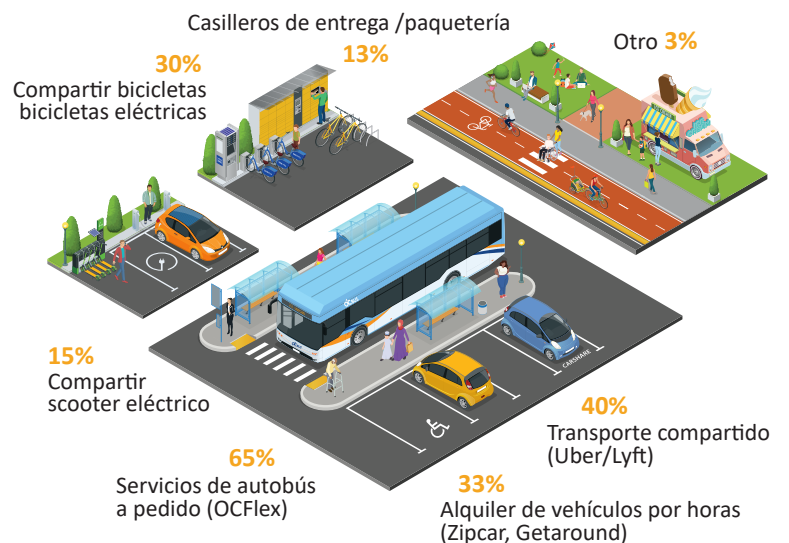 Casilleros de entrega /paquetería
13%
Otro 3%
30%
Compartir bicicletas
bicicletas eléctricas
15%
Compartir
scooter eléctrico
65%
Servicios de autobús
a pedido (OCFlex)
33%
Alquiler de vehículos por horas
(Zipcar, Getaround)
40%
Transporte compartido
(Uber/Lyft)
CARSHARE